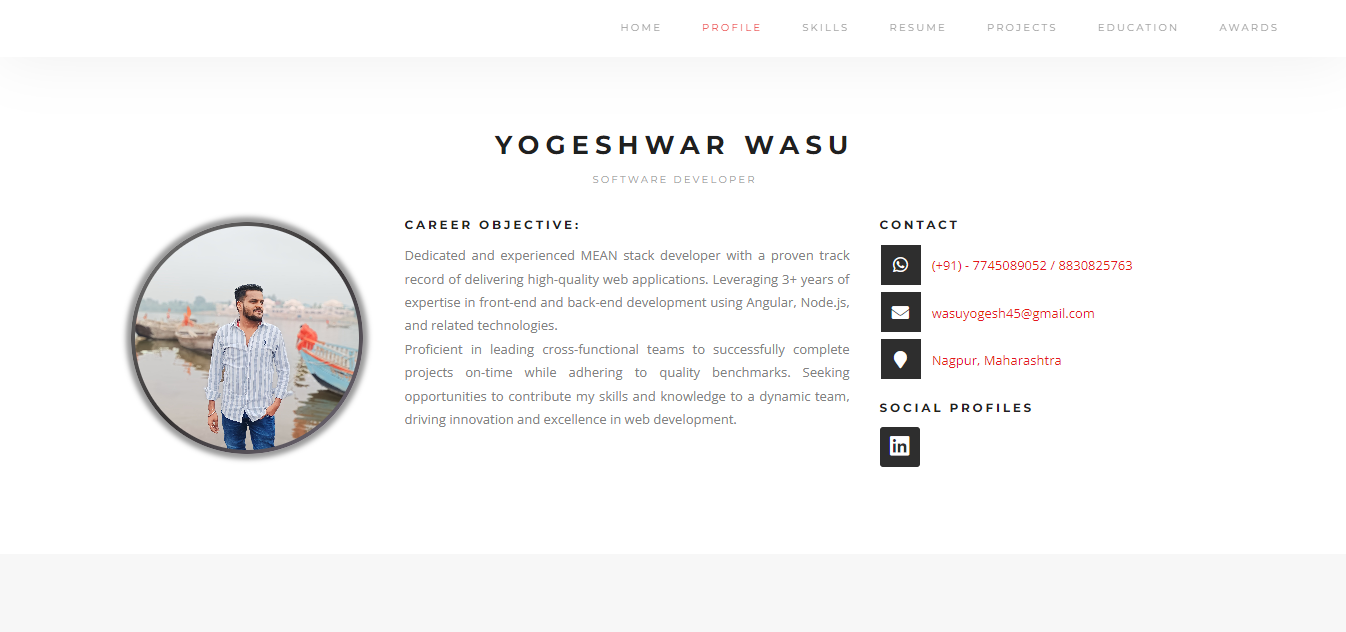 HOME PROFILE SKILLS RESUME PROJECTS EDUCATION AWARDS
YOGESHWAR WASU
SOFTWARE DEVELOPER
CAREER OBJECTIVE:
Dedicated and experienced MEAN stack developer with a proven track
record of delivering high-quality web applications. Leveraging 3+ years of
expertise in front-end and back-end development using Angular, Node.js,
and related technologies.
Proficient in leading cross-functional teams to successfully complete
projects on-time while adhering to quality benchmarks. Seeking
opportunities to contribute my skills and knowledge to a dynamic team,
driving innovation and excellence in web development.
CONTACT
(+91) - 7745089052 / 8830825763
wasuyogesh45@gmail.com
Nagpur, Maharashtra
SOCIAL PROFILES
in